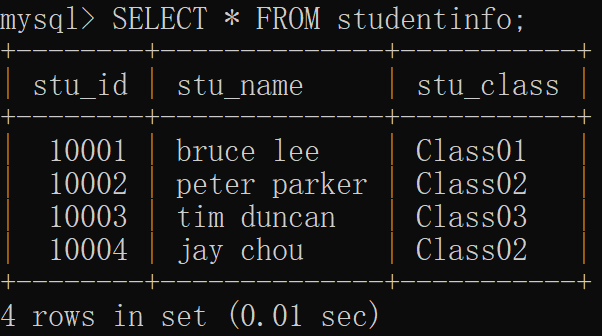 mysql> SELECT * FROM studentinfo;
+--------+--------------+-----------+
| stu_id | stu_name     | stu_class |
+--------+--------------+-----------+
|  10001 | bruce lee    | Class01   |
|  10002 | peter parker | Class02   |
|  10003 | tim duncan   | Class03   |
|  10004 | jay chou     | Class02   |
+--------+--------------+-----------+
4 rows in set (0.01 sec)